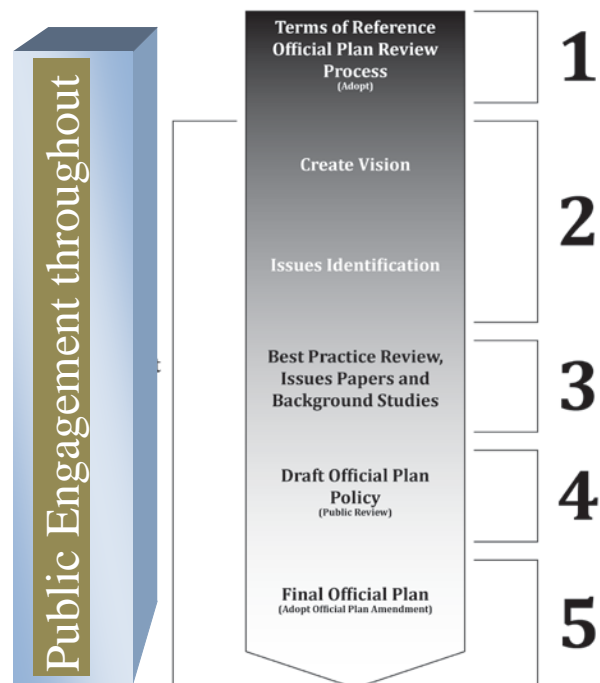 Public Engagement throughout
Terms of Reference
Official Plan Review
Process
(Adopt)
1
Create Vision
Issues Identification
2
Best Practice Review,
Issues Papers and
Background Studies
3
Draft Official Plan
Policy
(Public Review)
4
Final Official Plan
(Adopt Official Plan Amendment)
5